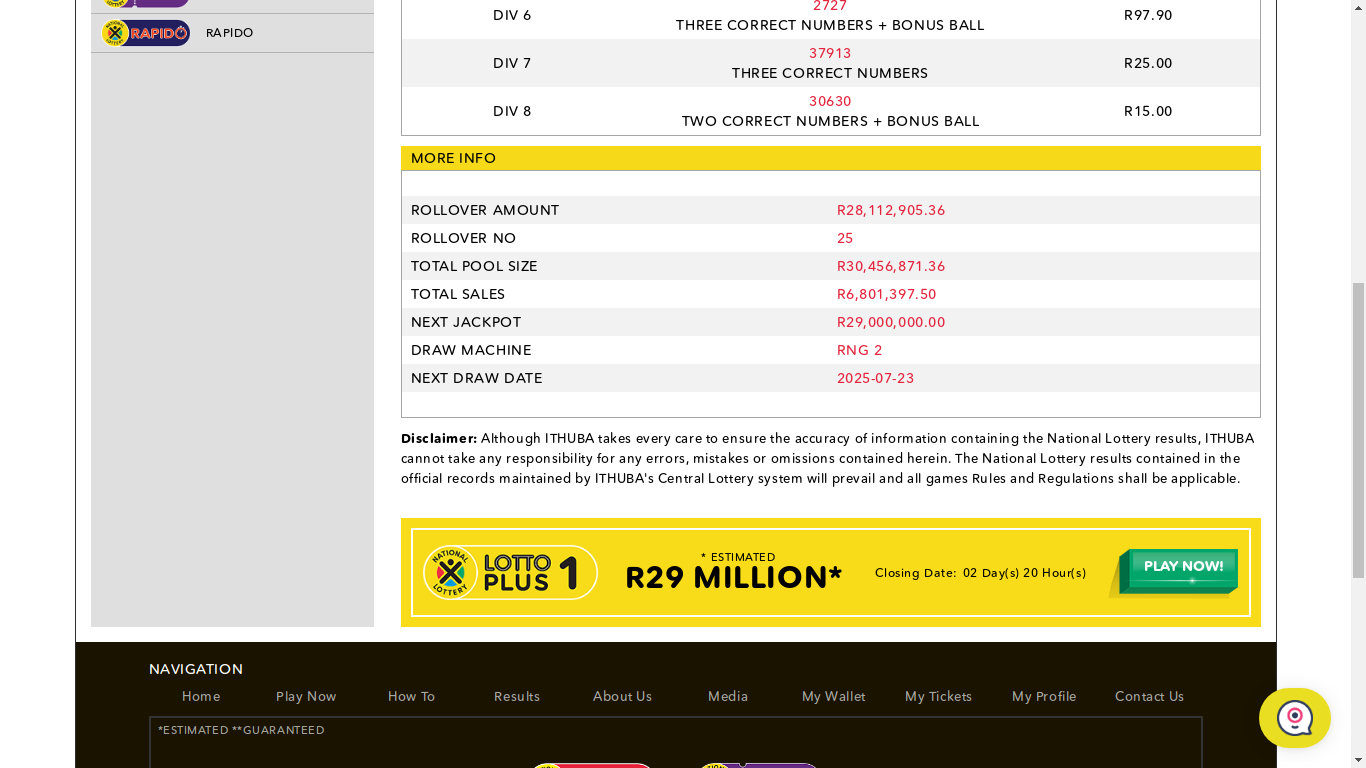 RAPIDO
RAPIDO
DIV 6
2727
THREE CORRECT NUMBERS + BONUS BALL
R97.90
DIV 7
37913
THREE CORRECT NUMBERS
R25.00
DIV 8
30630
TWO CORRECT NUMBERS + BONUS BALL
R15.00
MORE INFO
ROLLOVER AMOUNT R28,112,905.36
ROLLOVER NO 25
TOTAL POOL SIZE R30,456,871.36
TOTAL SALES R6,801,397.50
NEXT JACKPOT R29,000,000.00
DRAW MACHINE RNG 2
NEXT DRAW DATE 2025-07-23
Disclaimer: Although ITHUBA takes every care to ensure the accuracy of information containing the National Lottery results, ITHUBA
cannot take any responsibility for any errors, mistakes or omissions contained herein. The National Lottery results contained in the
official records maintained by ITHUBA's Central Lottery system will prevail and all games Rules and Regulations shall be applicable.
NATIONAL
LOTTERY
LOTTO
PLUS 1
* ESTIMATED
R29 MILLION*
Closing Date: 02 Day(s) 20 Hour(s)
PLAY NOW!
NAVIGATION
Home Play Now How To Results About Us Media My Wallet My Tickets My Profile Contact Us
*ESTIMATED **GUARANTEED